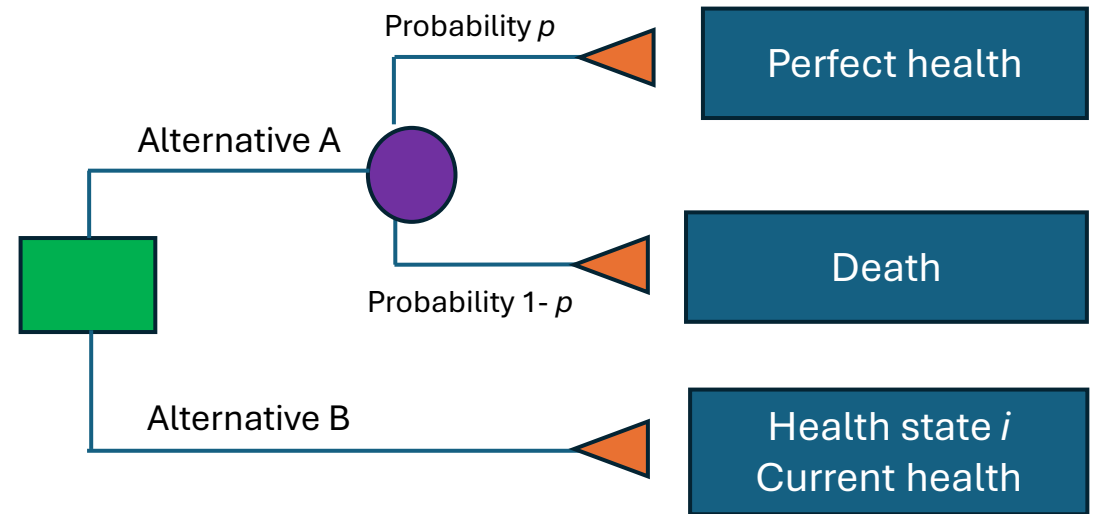 Probability p
Perfect health
Alternative A
Death
Probability 1- p
Alternative B
Health state i
Current health